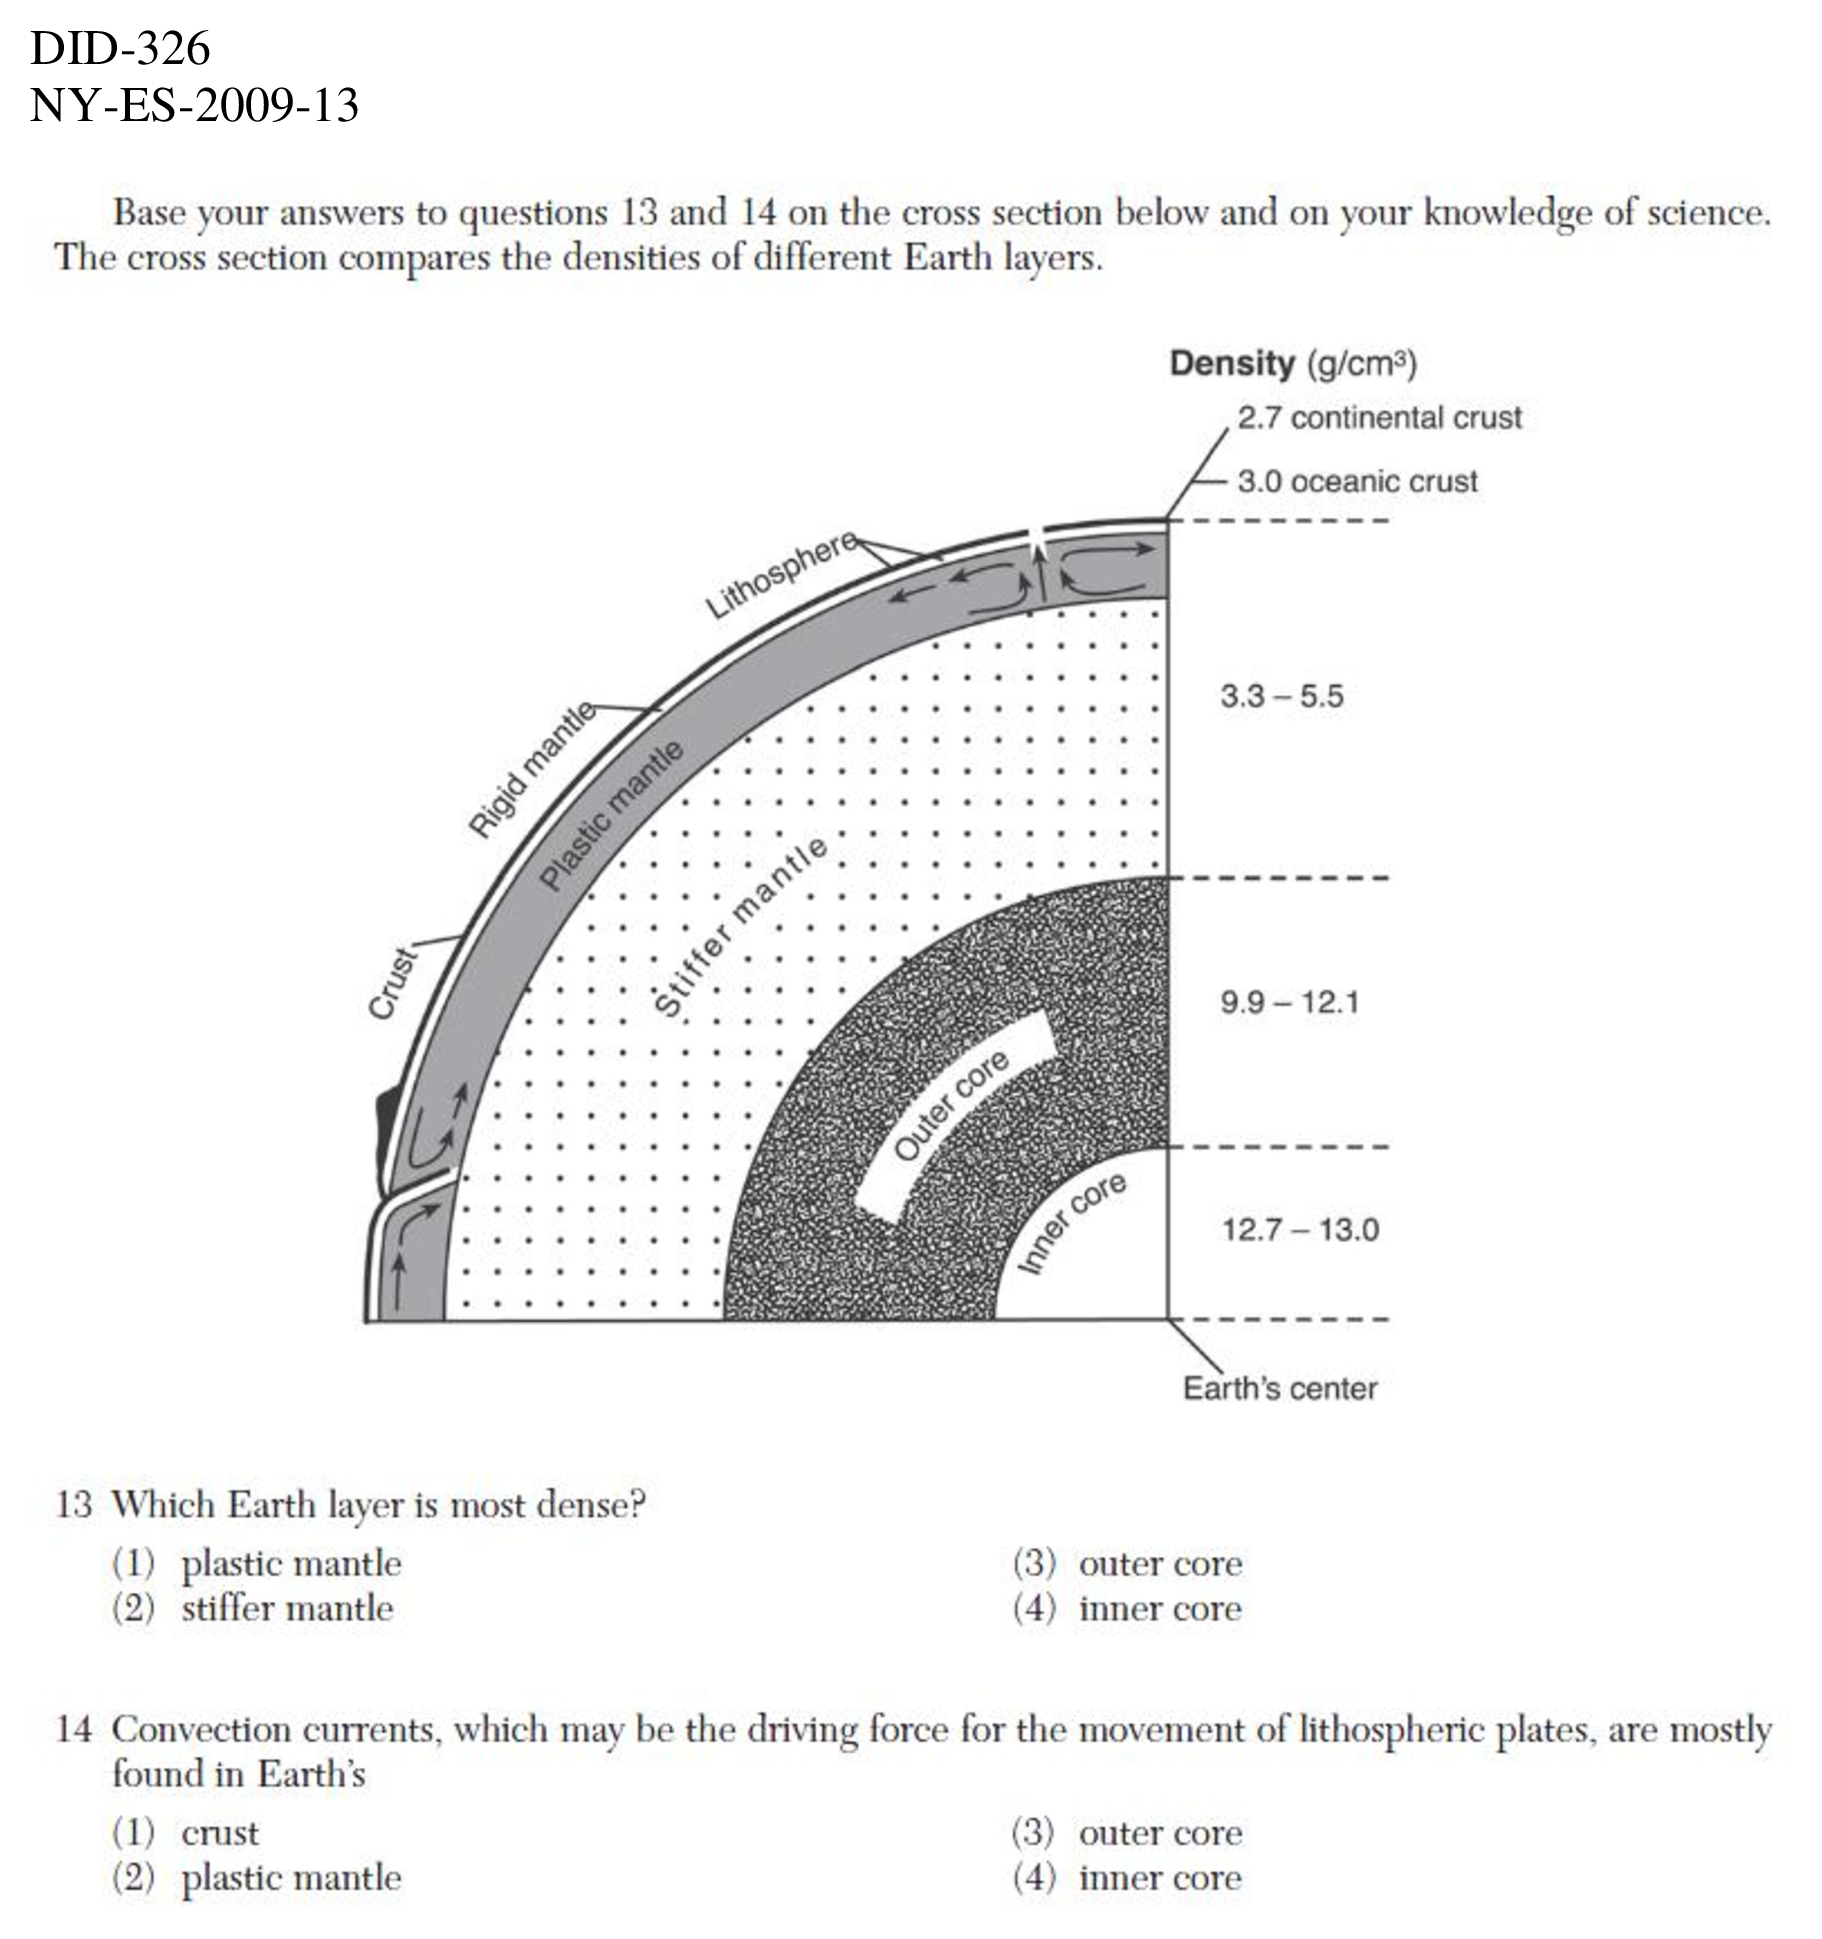 DID-326
NY-ES-2009-13
Base your answers to questions 13 and 14 on the cross section below and on your knowledge of science.
The cross section compares the densities of different Earth layers.
Density (g/cm³)
2.7 continental crust
3.0 oceanic crust
Lithosphere
Rigid mantle
Plastic mantle
3.3 – 5.5
Stiffer mantle
Crust
9.9 – 12.1
Outer core
Inner core
12.7 – 13.0
Earth's center
13 Which Earth layer is most dense?
(1) plastic mantle
(2) stiffer mantle
(3) outer core
(4) inner core
14 Convection currents, which may be the driving force for the movement of lithospheric plates, are mostly
found in Earth's
(1) crust
(2) plastic mantle
(3) outer core
(4) inner core